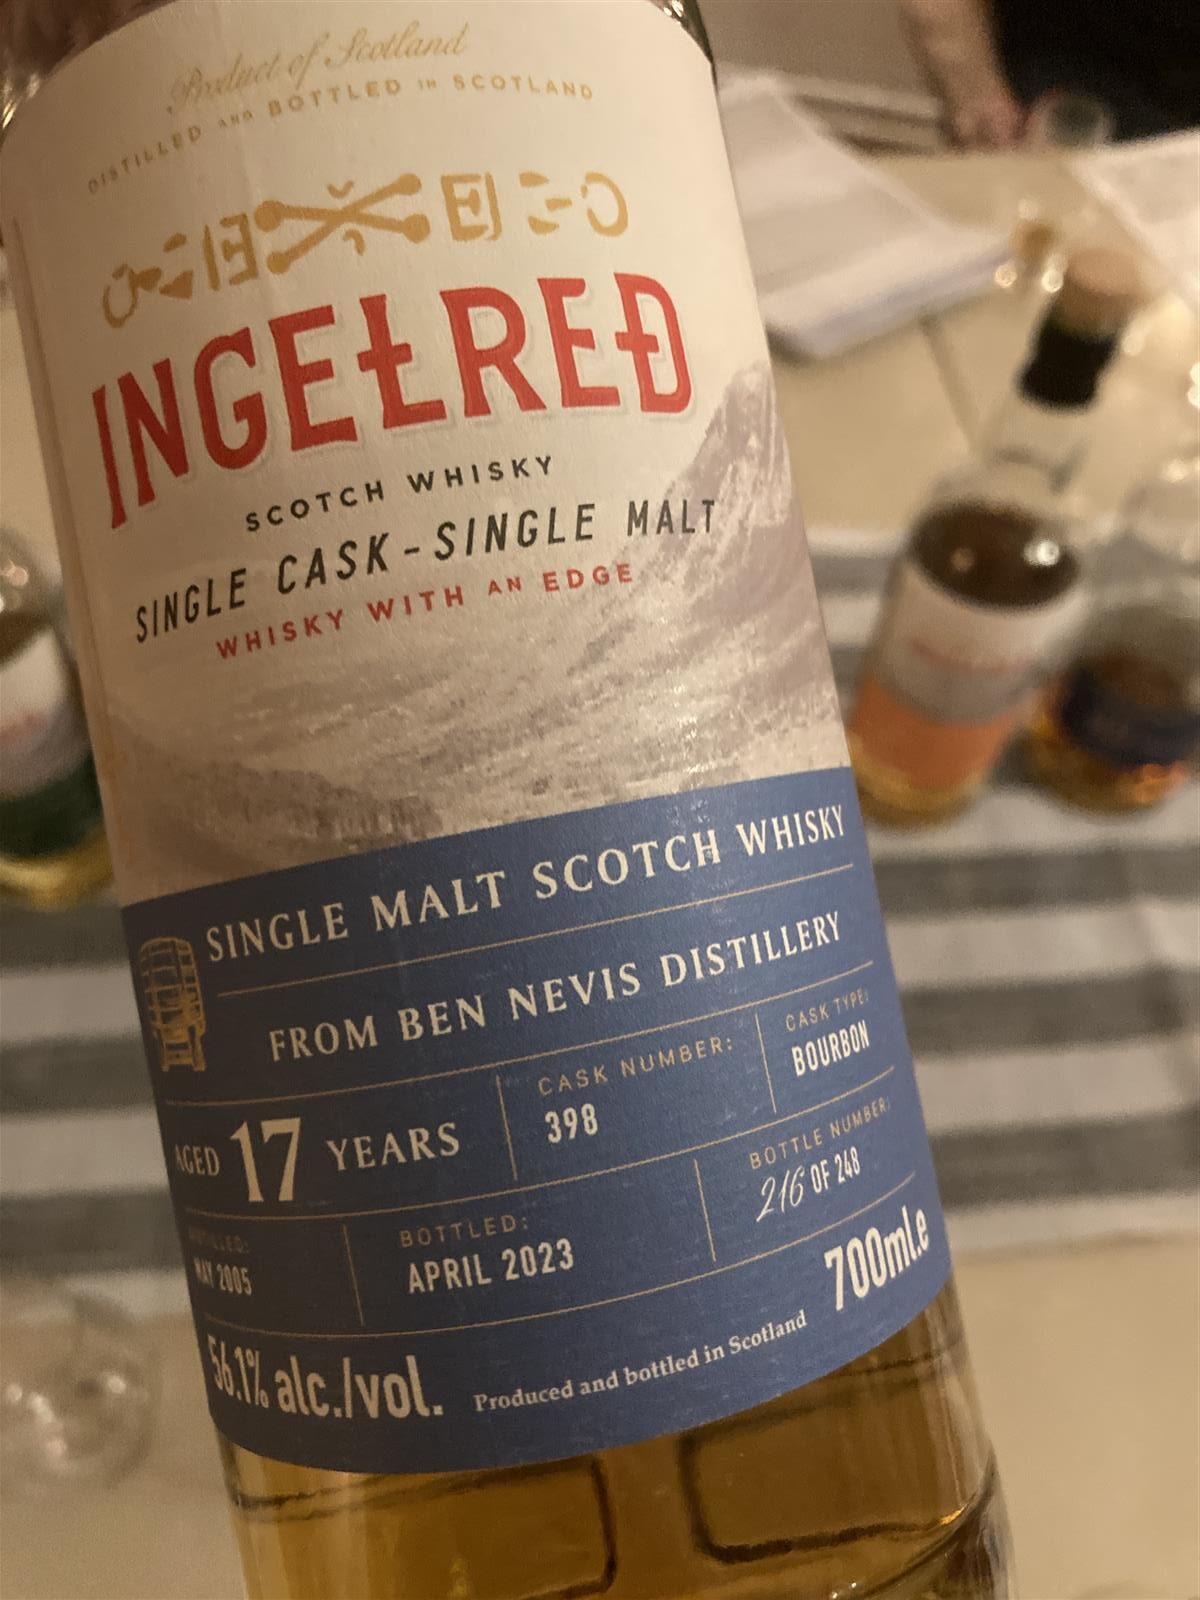 Product of Scotland
DISTILLED AND BOTTLED IN SCOTLAND
INGELRED
SCOTCH WHISKY
SINGLE CASK - SINGLE MALT
WHISKY WITH AN EDGE
SINGLE MALT SCOTCH WHISKY
FROM BEN NEVIS DISTILLERY
AGED 17 YEARS
CASK NUMBER:
398
CASK TYPE:
BOURBON
DISTILLED:
MAY 2005
BOTTLED:
APRIL 2023
BOTTLE NUMBER:
216 OF 248
56.1% alc./vol.
Produced and bottled in Scotland
700ml.e